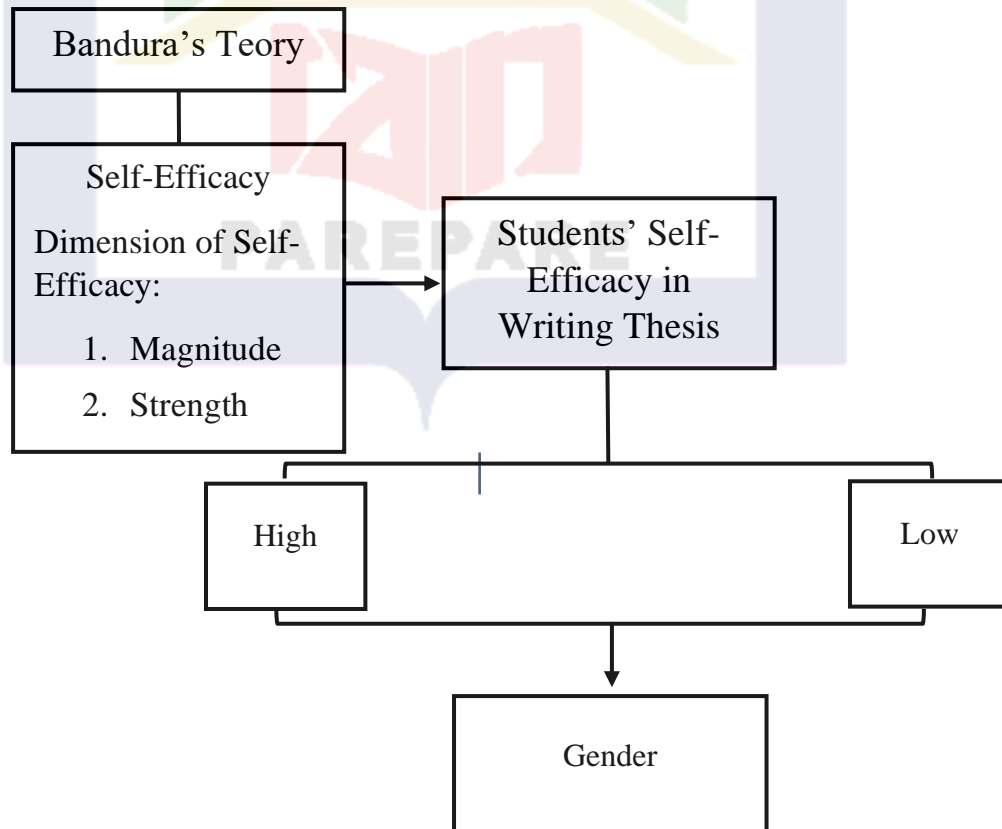 Bandura’s Teory
Self-Efficacy
Dimension of Self-
Efficacy:
1. Magnitude
2. Strength
Students’ Self-
Efficacy in
Writing Thesis
PAREPARE
High
Low
Gender